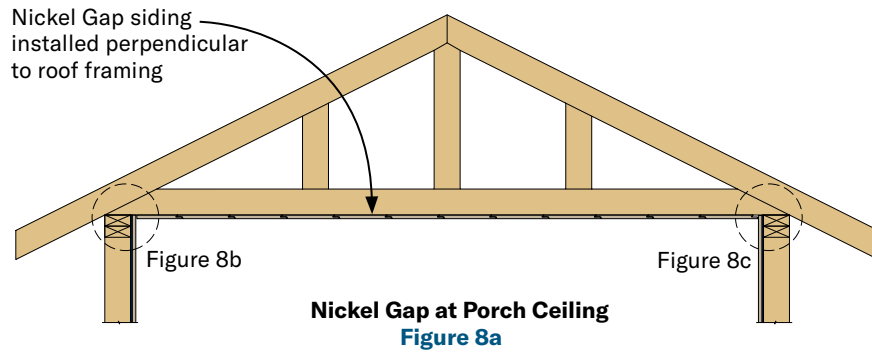 Nickel Gap siding
installed perpendicular
to roof framing
Figure 8b
Figure 8c
Nickel Gap at Porch Ceiling
Figure 8a